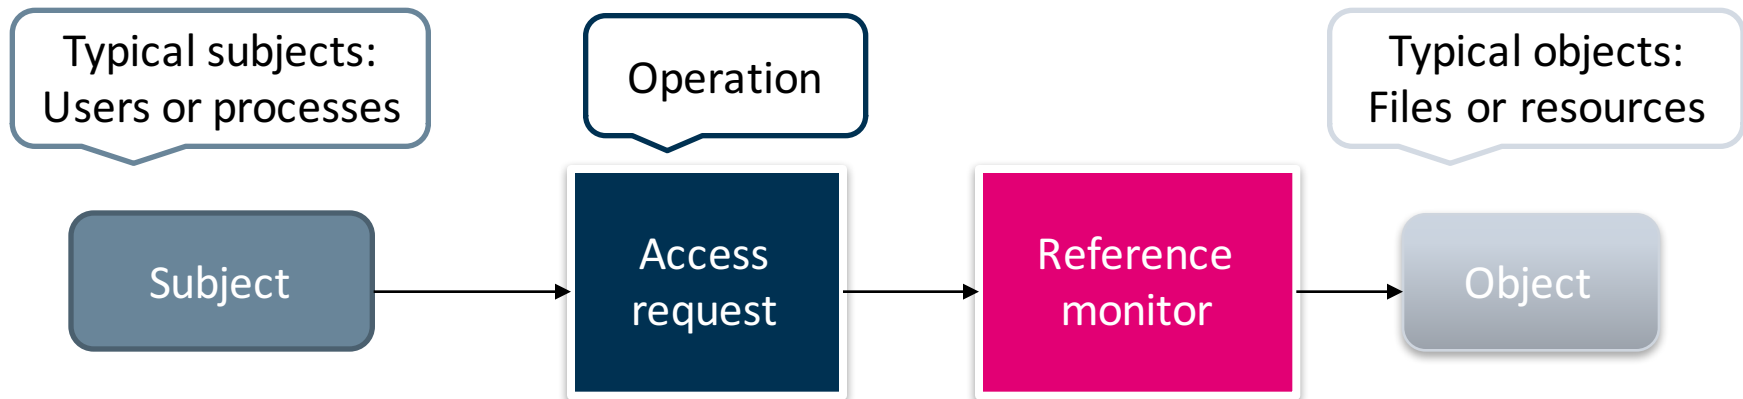 Typical subjects:
Users or processes
Operation
Typical objects:
Files or resources
Subject
Access
request
Reference
monitor
Object